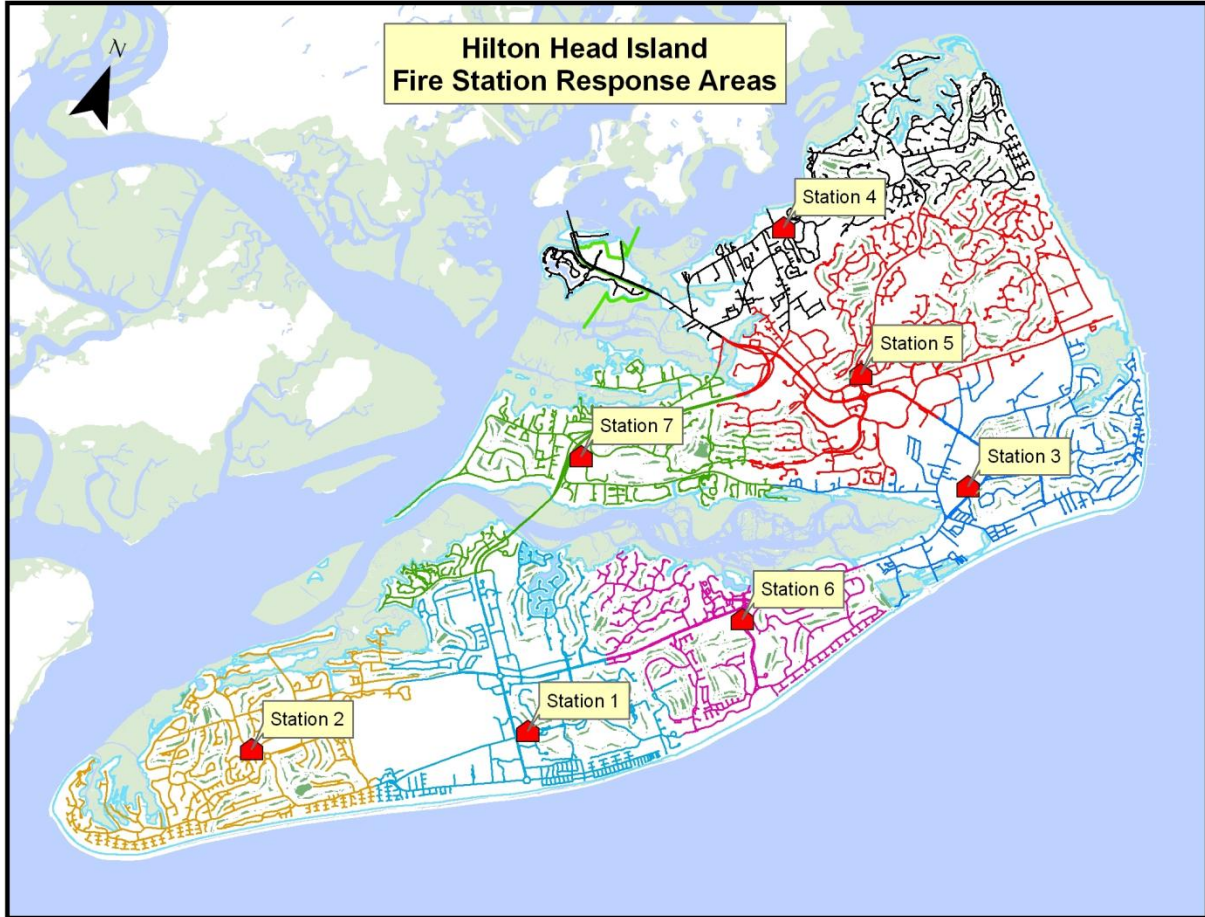 Hilton Head Island
Fire Station Response Areas
N
Station 4
Station 5
Station 7
Station 3
Station 6
Station 1
Station 2